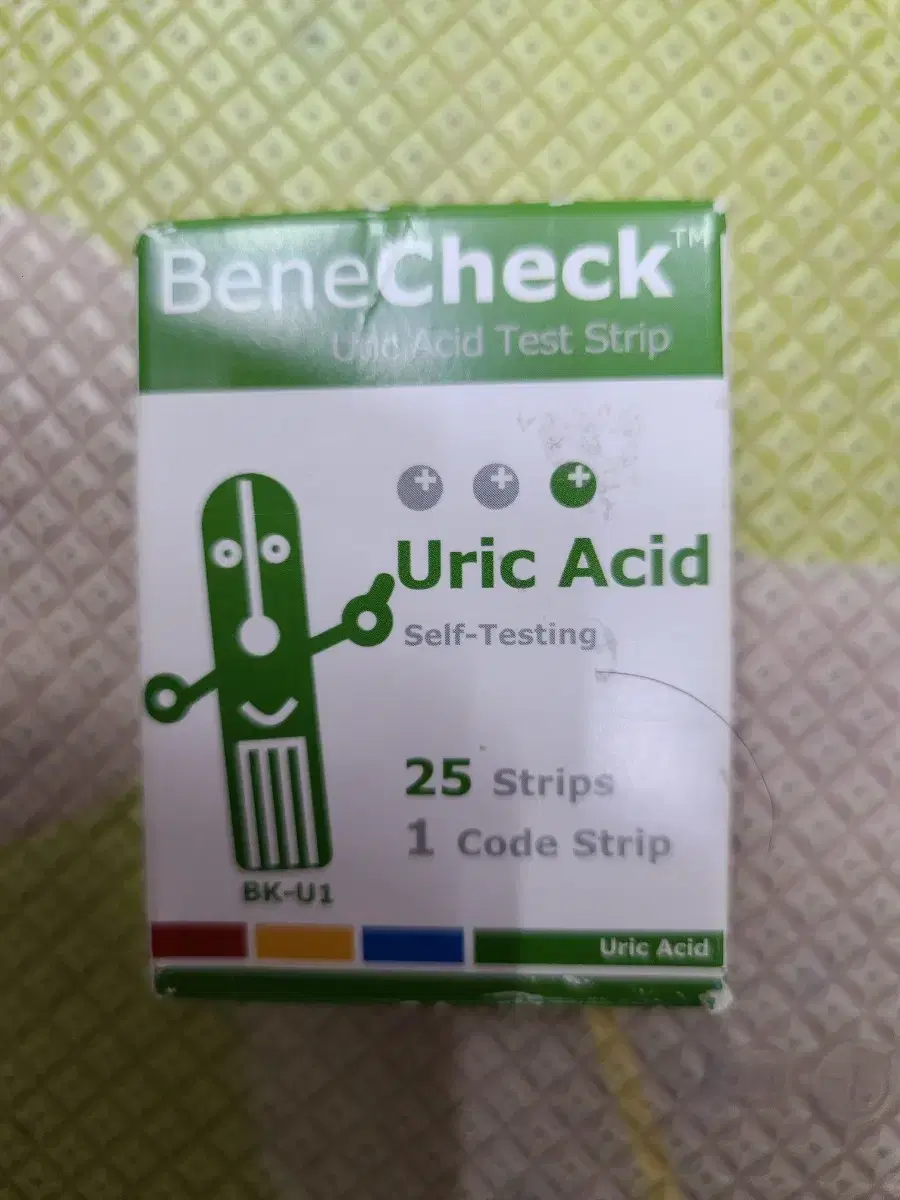 BeneCheck™
Uric Acid Test Strip
Uric Acid
Self-Testing
25 Strips
1 Code Strip
BK-U1
Uric Acid